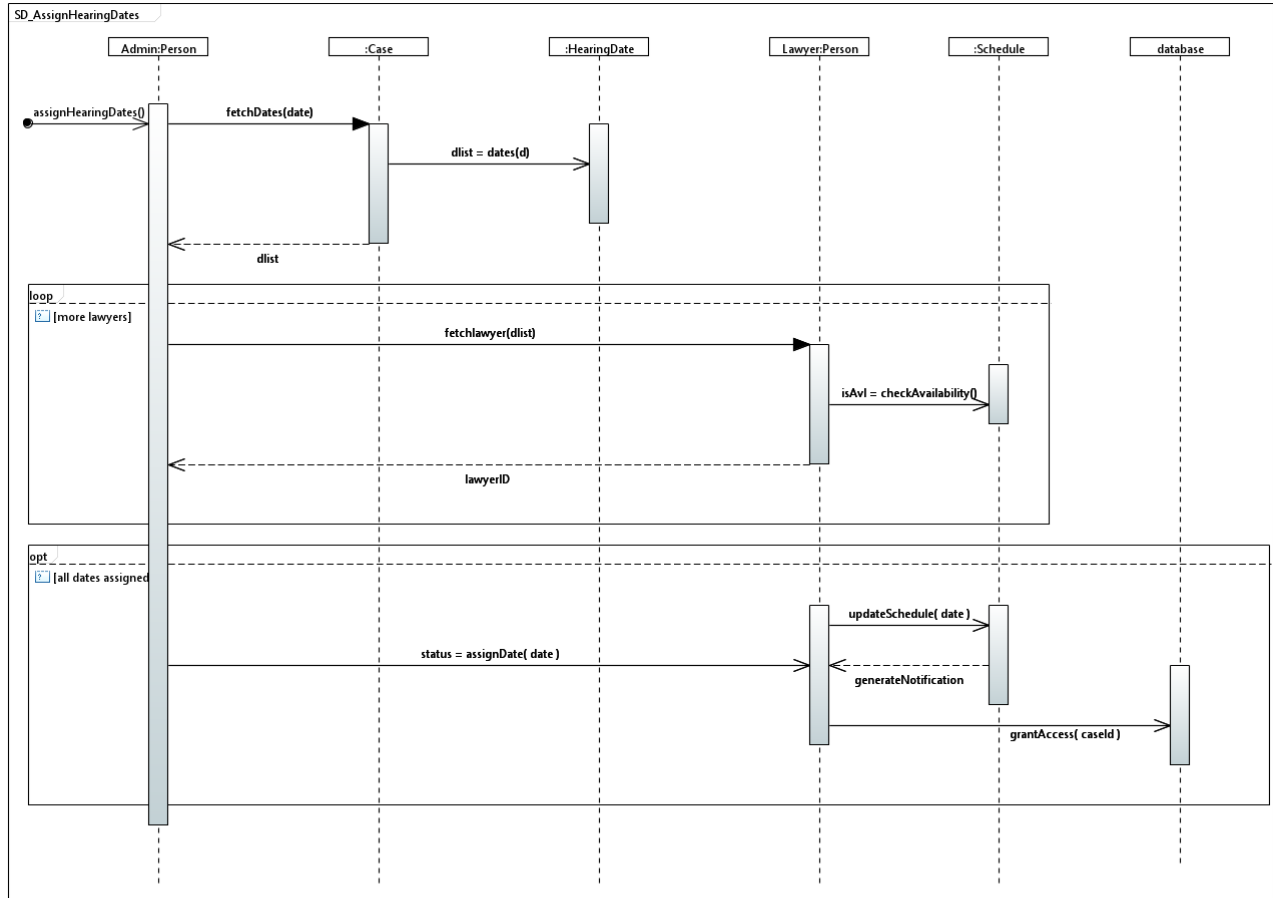 SD_AssignHearingDates
Admin:Person
:Case
:HearingDate
Lawyer:Person
:Schedule
database
assignHearingDates()
fetchDates(date)
dlist = dates(d)
dlist
loop
[more lawyers]
fetchlawyer(dlist)
isAvl = checkAvailability()
lawyerID
opt
[all dates assigned
updateSchedule( date )
status = assignDate( date )
generateNotification
grantAccess( caseId )